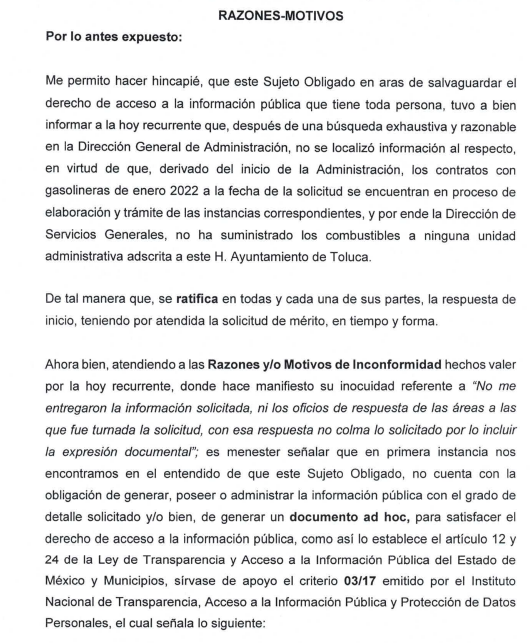 RAZONES-MOTIVOS
Por lo antes expuesto:
Me permito hacer hincapié, que este Sujeto Obligado en aras de salvaguardar el
derecho de acceso a la información pública que tiene toda persona, tuvo a bien
informar a la hoy recurrente que, después de una búsqueda exhaustiva y razonable
en la Dirección General de Administración, no se localizó información al respecto,
en virtud de que, derivado del inicio de la Administración, los contratos con
gasolineras de enero 2022 a la fecha de la solicitud se encuentran en proceso de
elaboración y trámite de las instancias correspondientes, y por ende la Dirección de
Servicios Generales, no ha suministrado los combustibles a ninguna unidad
administrativa adscrita a este H. Ayuntamiento de Toluca.
De tal manera que, se ratifica en todas y cada una de sus partes, la respuesta de
inicio, teniendo por atendida la solicitud de mérito, en tiempo y forma.
Ahora bien, atendiendo a las Razones y/o Motivos de Inconformidad hechos valer
por la hoy recurrente, donde hace manifiesto su inocuidad referente a "No me
entregaron la información solicitada, ni los oficios de respuesta de las áreas a las
que fue turnada la solicitud, con esa respuesta no colma lo solicitado por lo incluir
la expresión documental"; es menester señalar que en primera instancia nos
encontramos en el entendido de que este Sujeto Obligado, no cuenta con la
obligación de generar, poseer o administrar la información pública con el grado de
detalle solicitado y/o bien, de generar un documento ad hoc, para satisfacer el
derecho de acceso a la información pública, como así lo establece el artículo 12 y
24 de la Ley de Transparencia y Acceso a la Información Pública del Estado de
México y Municipios, sírvase de apoyo el criterio 03/17 emitido por el Instituto
Nacional de Transparencia, Acceso a la Información Pública y Protección de Datos
Personales, el cual señala lo siguiente: